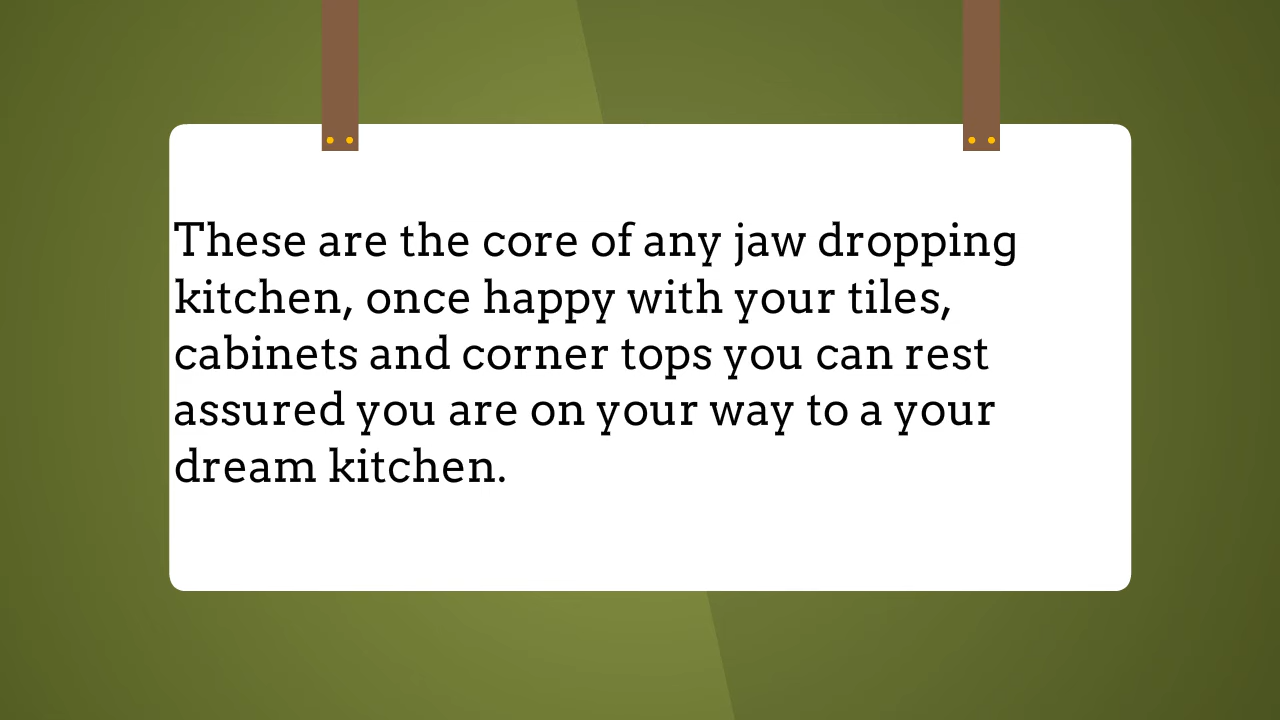 These are the core of any jaw dropping
kitchen, once happy with your tiles,
cabinets and corner tops you can rest
assured you are on your way to a your
dream kitchen.